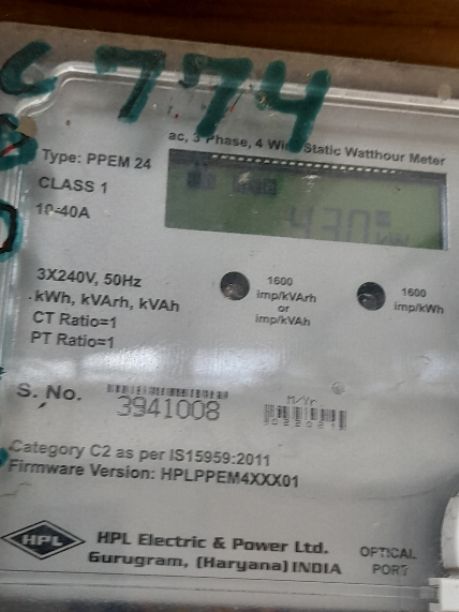 774
ac, 3 Phase, 4 Wire Static Watthour Meter
Type: PPEM 24
CLASS 1
10-40A
3X240V, 50Hz
kWh, kVArh, kVAh
CT Ratio=1
PT Ratio=1
1600
imp/kVArh
or
imp/kVAh
1600
imp/kWh
S. No.
3941008
M/Yr
Category C2 as per IS15959:2011
Firmware Version: HPLPPEM4XXX01
HPL
HPL Electric & Power Ltd.
Gurugram, (Haryana) INDIA
OPTICAL
PORT